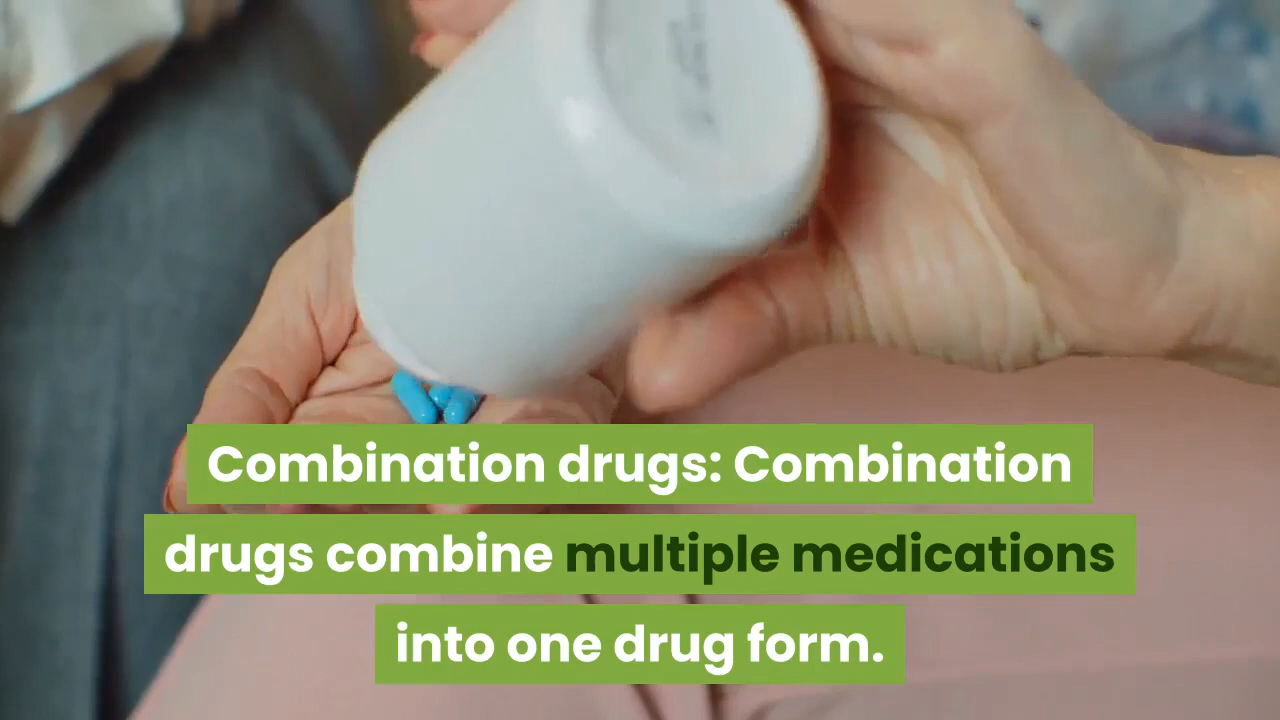 Combination drugs: Combination
drugs combine multiple medications
into one drug form.